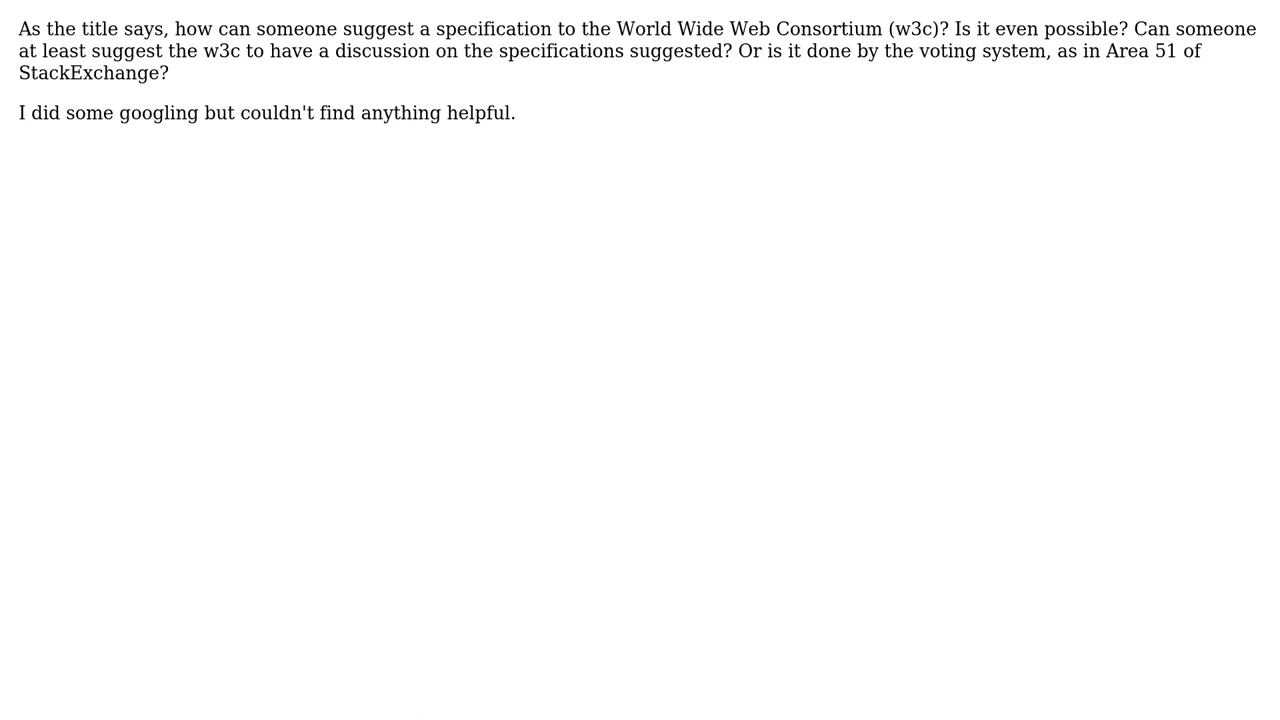 As the title says, how can someone suggest a specification to the World Wide Web Consortium (w3c)? Is it even possible? Can someone
at least suggest the w3c to have a discussion on the specifications suggested? Or is it done by the voting system, as in Area 51 of
StackExchange?
I did some googling but couldn't find anything helpful.